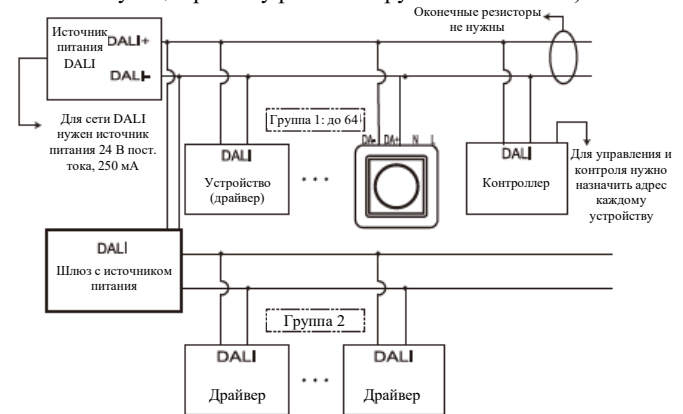 Оконечные резисторы
не нужны
Источник
питания
DALI
DALI+
DALI-
Для сети DALI
нужен источник
питания 24 В пост.
тока, 250 мА
Группа 1: до 64
DA- DA+ N L
DALI
Устройство
(драйвер)
DALI
Контроллер
Для управления и
контроля нужно
назначить адрес
каждому
устройству
DALI
Шлюз с источником
питания
Группа 2
DALI
Драйвер
DALI
Драйвер